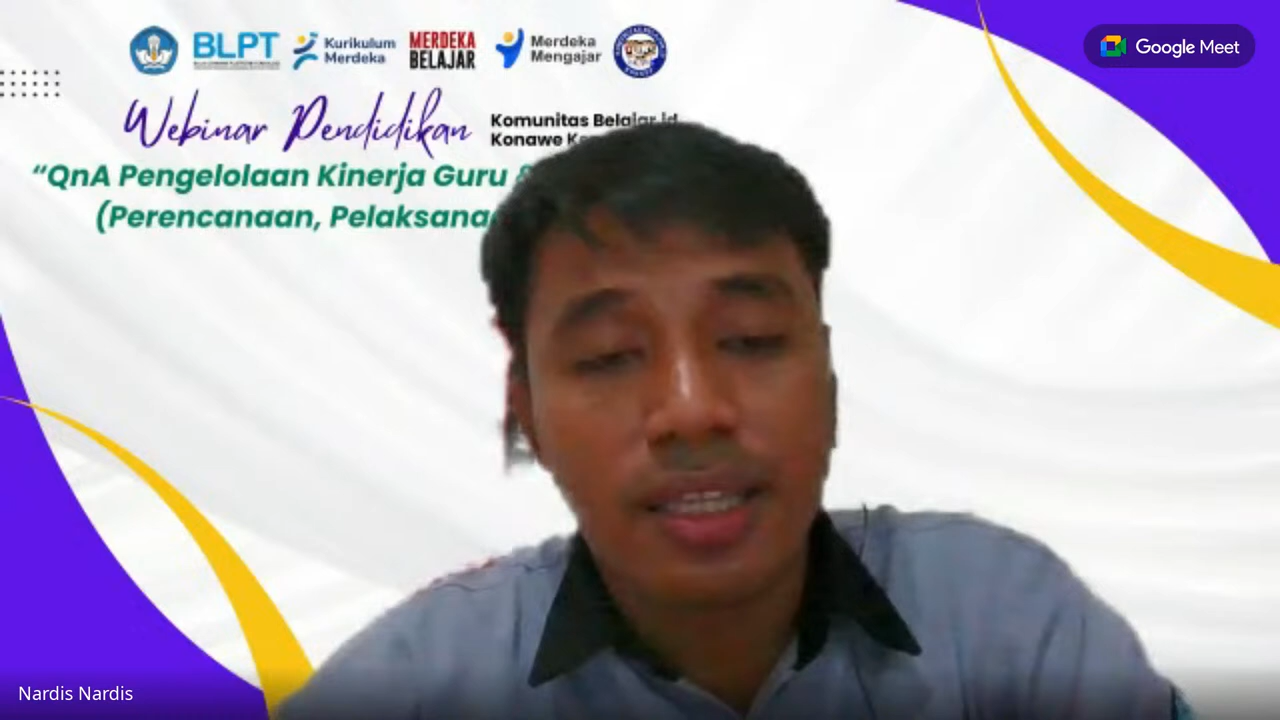 BLPT
Kurikulum
Merdeka
MERDEKA
BELAJAR
Merdeka
Mengajar
Google Meet
Webinar Pendidikan
Komunitas Belajar.id
Konawe
"QnA Pengelolaan Kinerja Guru &
(Perencanaan,
Nardis Nardis